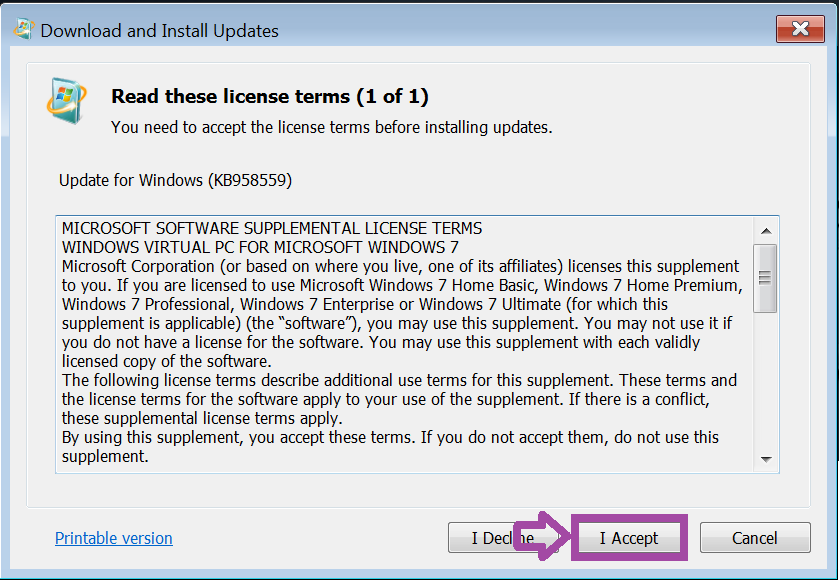 Download and Install Updates
Read these license terms (1 of 1)
You need to accept the license terms before installing updates.
Update for Windows (KB958559)
MICROSOFT SOFTWARE SUPPLEMENTAL LICENSE TERMS
WINDOWS VIRTUAL PC FOR MICROSOFT WINDOWS 7
Microsoft Corporation (or based on where you live, one of its affiliates) licenses this supplement
to you. If you are licensed to use Microsoft Windows 7 Home Basic, Windows 7 Home Premium,
Windows 7 Professional, Windows 7 Enterprise or Windows 7 Ultimate (for which this
supplement is applicable) (the “software”), you may use this supplement. You may not use it if
you do not have a license for the software. You may use this supplement with each validly
licensed copy of the software.
The following license terms describe additional use terms for this supplement. These terms and
the license terms for the software apply to your use of the supplement. If there is a conflict,
these supplemental license terms apply.
By using this supplement, you accept these terms. If you do not accept them, do not use this
supplement.
Printable version
I Decline
I Accept
Cancel